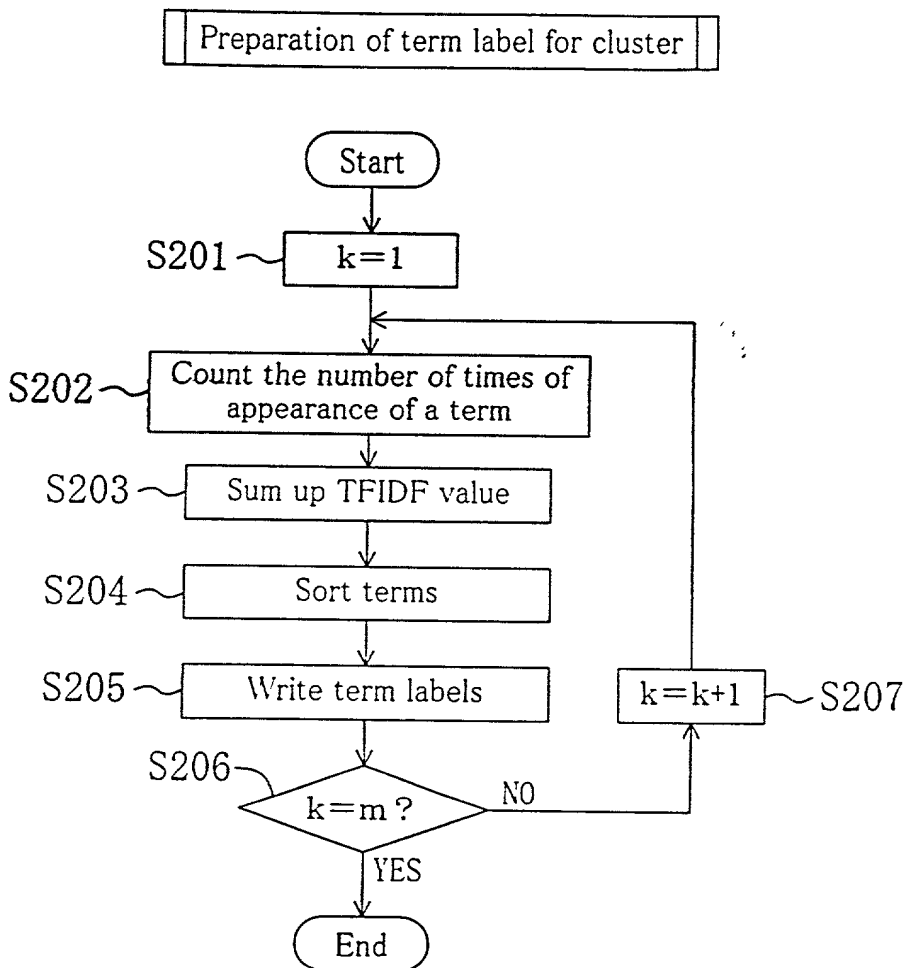 Preparation of term label for cluster
Start
S201
k=1
S202
Count the number of times of
appearance of a term
S203
Sum up TFIDF value
S204
Sort terms
S205
Write term labels
k=k+1
S207
S206
k=m?
NO
YES
End